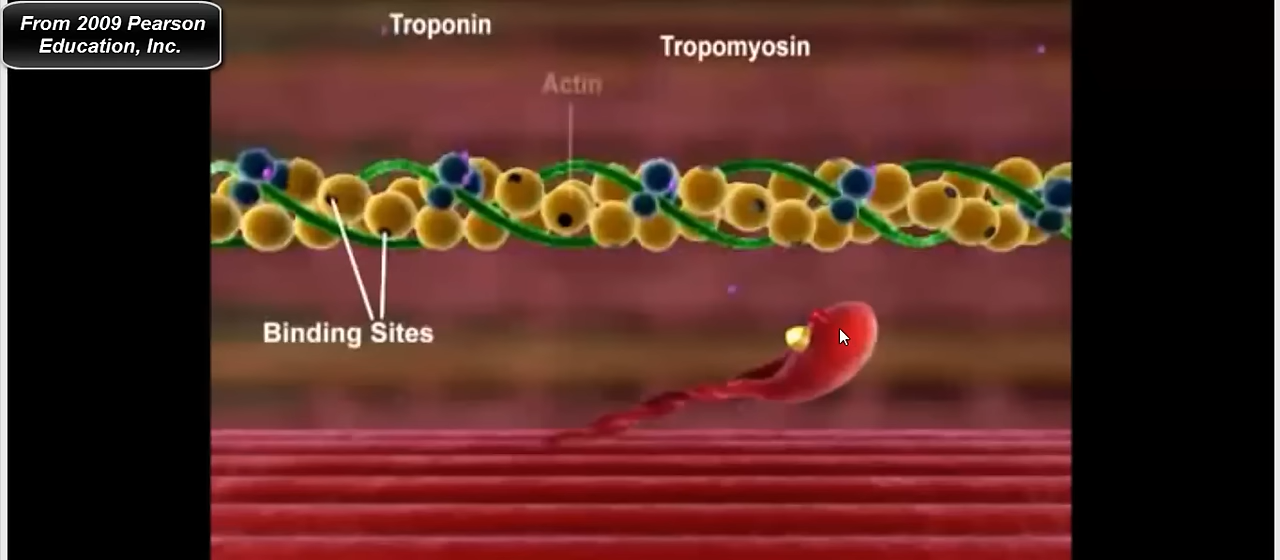 From 2009 Pearson
Education, Inc.
Troponin
Tropomyosin
Actin
Binding Sites